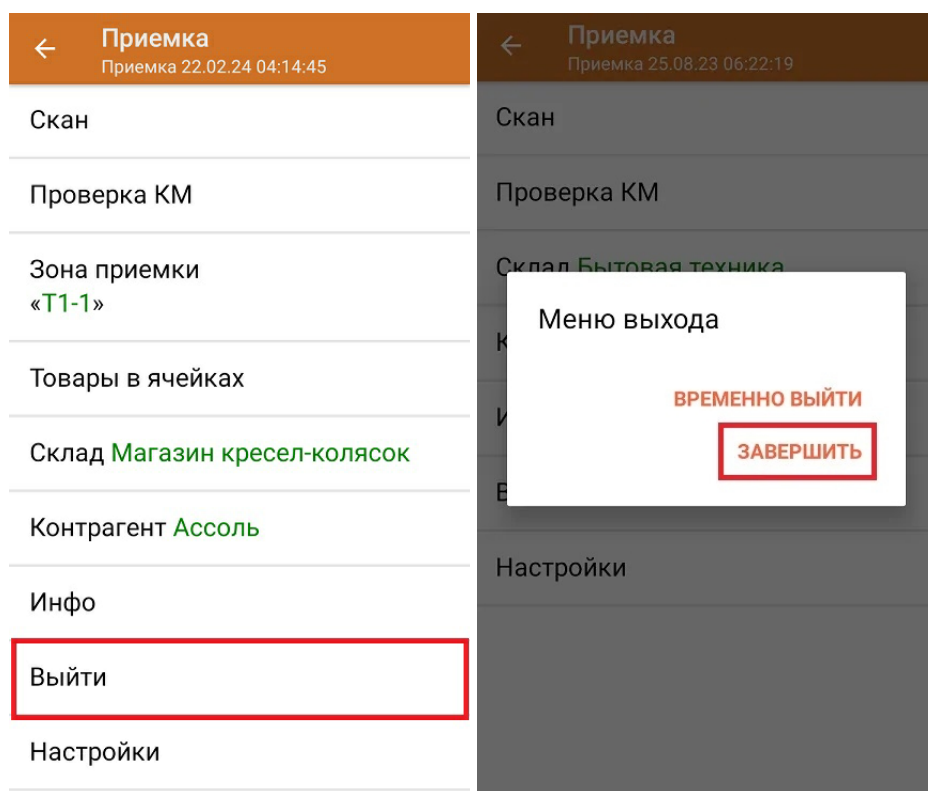 Приемка
Приемка 22.02.24 04:14:45
Скан
Проверка КМ
Зона приемки
«Т1-1»
Товары в ячейках
Склад Магазин кресел-колясок
Контрагент Ассоль
Инфо
Выйти
Настройки
Приемка
Приемка 25.08.23 06:22:19
Скан
Проверка КМ
Склад Бытовая техника
Меню выхода
ВРЕМЕННО ВЫЙТИ
ЗАВЕРШИТЬ
Настройки